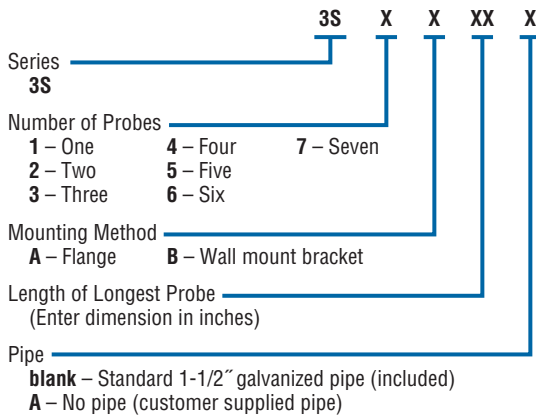 3S X X XX X
Series
3S
Number of Probes
1 – One 4 – Four 7 – Seven
2 – Two 5 – Five
3 – Three 6 – Six
Mounting Method
A – Flange B – Wall mount bracket
Length of Longest Probe
(Enter dimension in inches)
Pipe
blank – Standard 1-1/2˝ galvanized pipe (included)
A – No pipe (customer supplied pipe)